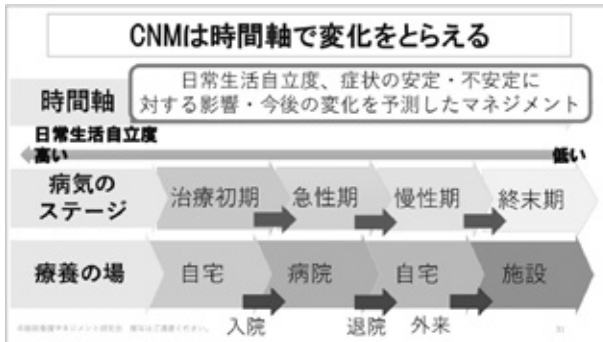 CNMは時間軸で変化をとらえる
時間軸
日常生活自立度、症状の安定・不安定に
対する影響・今後の変化を予測したマネジメント
日常生活自立度
高い
低い
病気の
ステージ
治療初期
急性期
慢性期
終末期
療養の場
自宅
病院
自宅
施設
入院
退院
外来